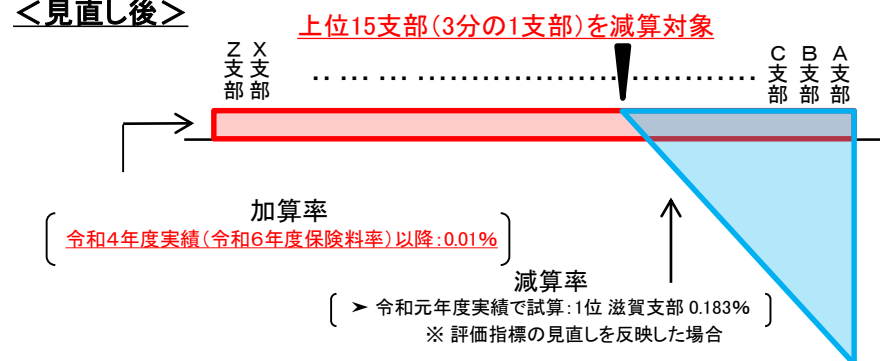 ＜見直し後＞
上位15支部（3分の1支部）を減算対象
Z支部
X支部
‥ … … ……………………………………
C支部
B支部
A支部
加算率
令和4年度実績（令和6年度保険料率）以降：0.01%
減算率
➤ 令和元年度実績で試算：1位 滋賀支部 0.183%
※ 評価指標の見直しを反映した場合